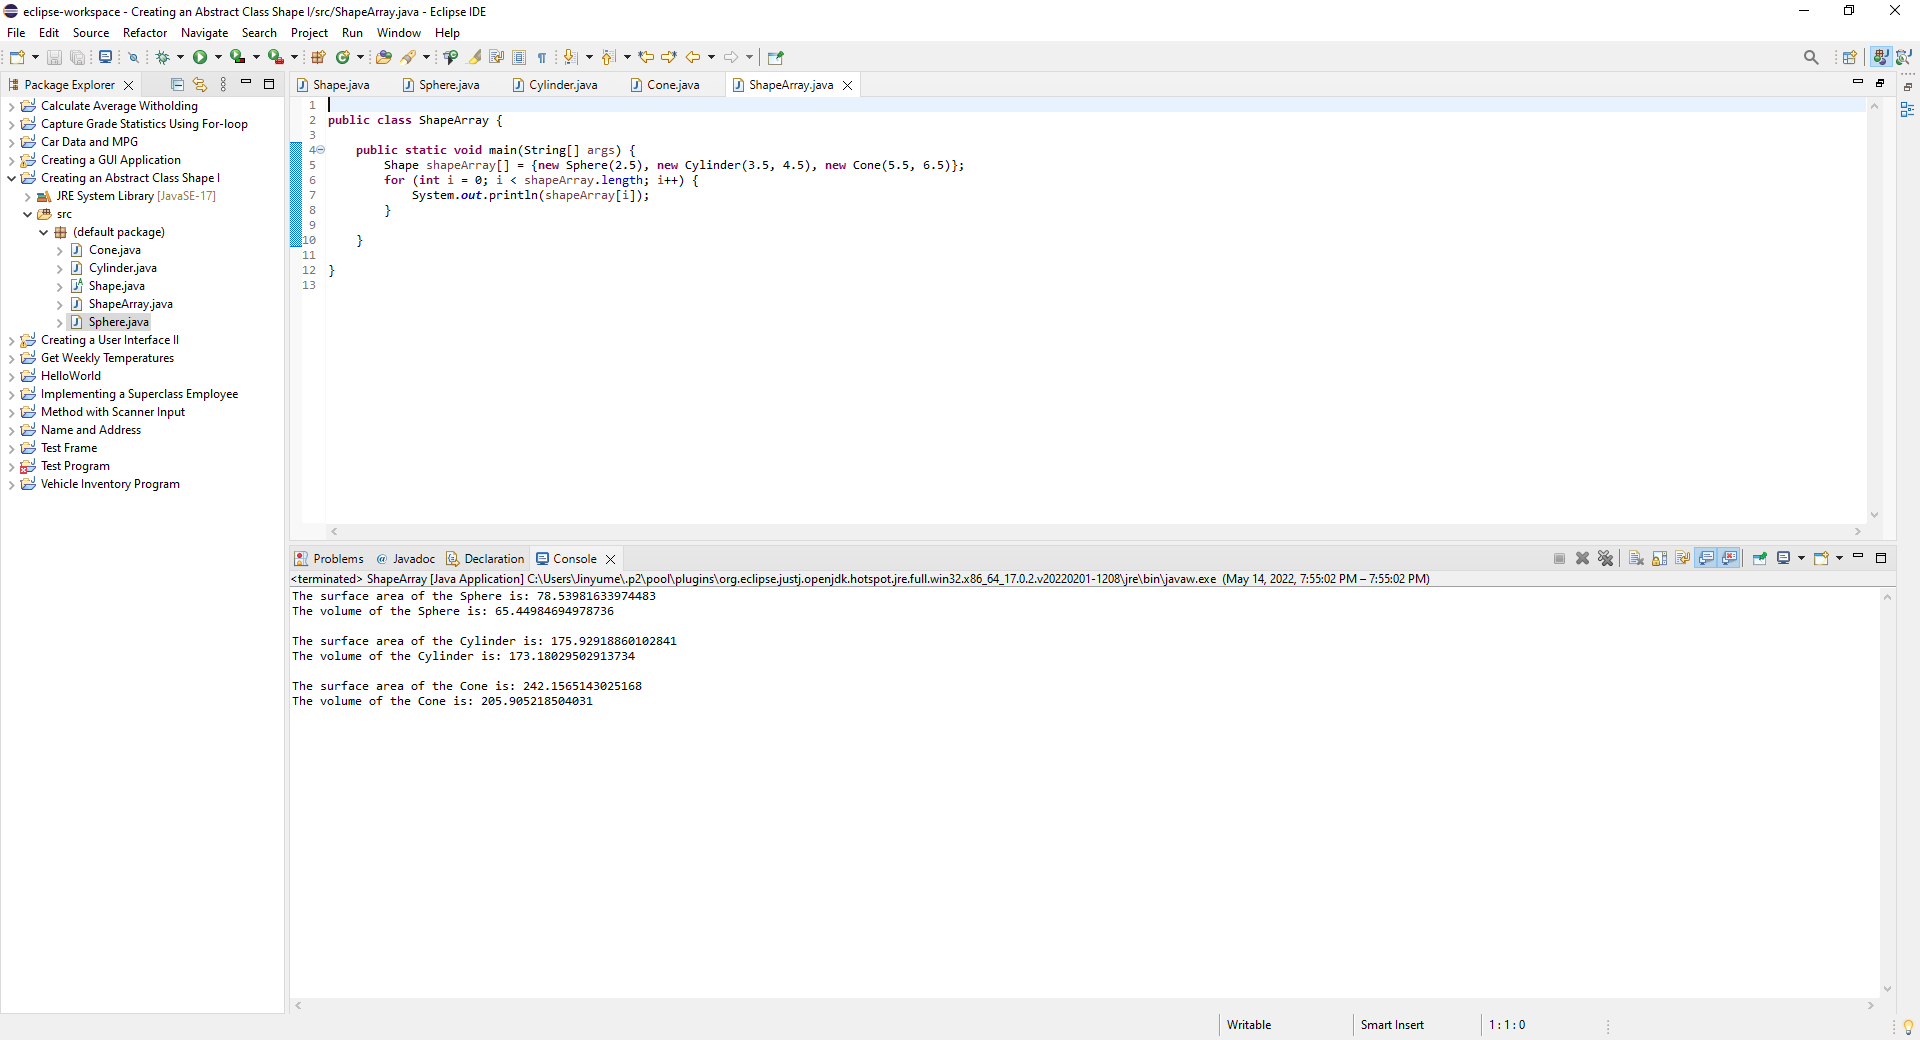 eclipse-workspace - Creating an Abstract Class Shape I/src/ShapeArray.java - Eclipse IDE
File Edit Source Refactor Navigate Search Project Run Window Help
Package Explorer
Calculate Average Witholding
Capture Grade Statistics Using For-loop
Car Data and MPG
Creating a GUI Application
Creating an Abstract Class Shape I
JRE System Library [JavaSE-17]
src
(default package)
Cone.java
Cylinder.java
Shape.java
ShapeArray.java
Sphere.java
Creating a User Interface II
Get Weekly Temperatures
HelloWorld
Implementing a Superclass Employee
Method with Scanner Input
Name and Address
Test Frame
Test Program
Vehicle Inventory Program
Shape.java Sphere.java Cylinder.java Cone.java ShapeArray.java
1
2 public class ShapeArray {
3
4 public static void main(String[] args) {
5 Shape shapeArray[] = {new Sphere(2.5), new Cylinder(3.5, 4.5), new Cone(5.5, 6.5)};
6 for (int i = 0; i < shapeArray.length; i++) {
7 System.out.println(shapeArray[i]);
8 }
9
10 }
11
12 }
13
Problems Javadoc Declaration Console
<terminated> ShapeArray [Java Application] C:\Users\Jinyume\.p2\pool\plugins\org.eclipse.justj.openjdk.hotspot.jre.full.win32.x86_64_17.0.2.v20220201-1208\jre\bin\javaw.exe (May 14, 2022, 7:55:02 PM – 7:55:02 PM)
The surface area of the Sphere is: 78.53981633974483
The volume of the Sphere is: 65.44984694978736
The surface area of the Cylinder is: 175.92918860102841
The volume of the Cylinder is: 173.18029502913734
The surface area of the Cone is: 242.1565143025168
The volume of the Cone is: 205.905218504031
Writable Smart Insert 1 : 1 : 0